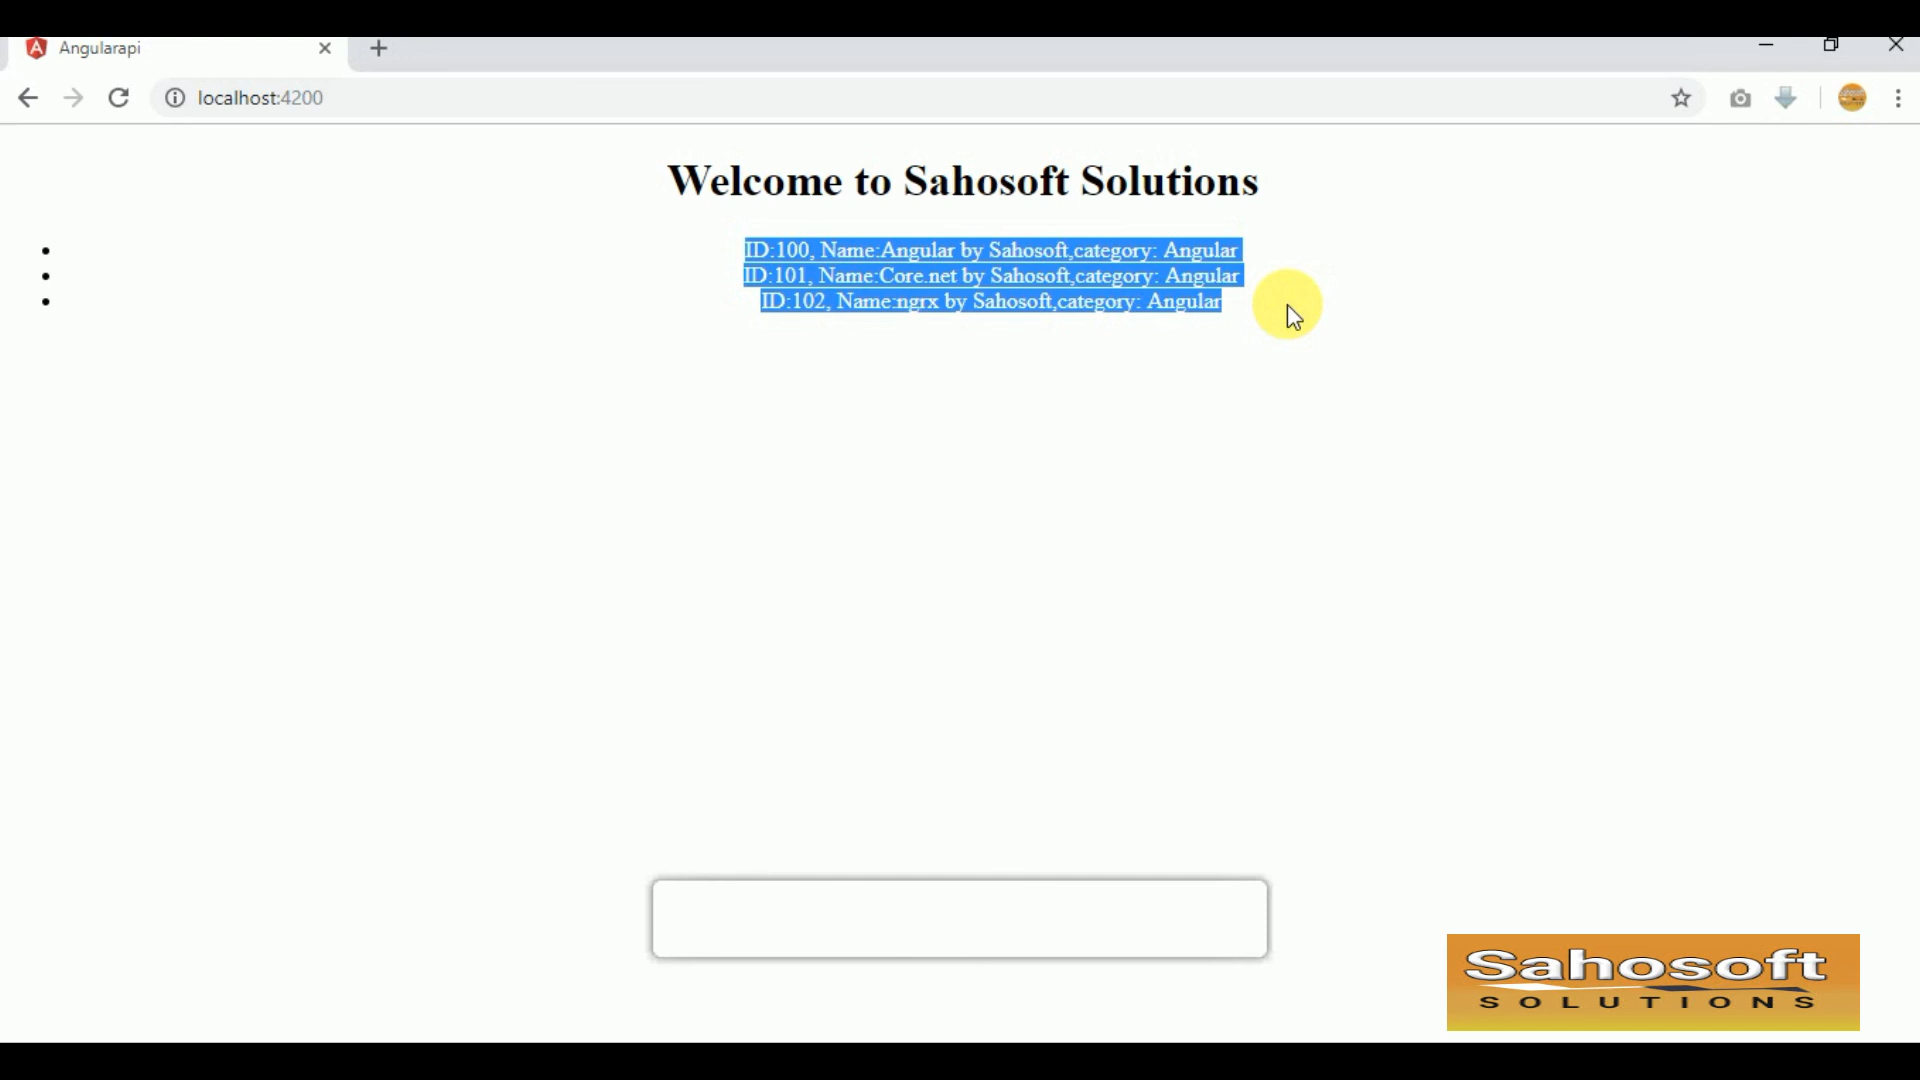 Angularapi
localhost:4200
Welcome to Sahosoft Solutions
ID:100, Name:Angular by Sahosoft,category: Angular
ID:101, Name:Core.net by Sahosoft,category: Angular
ID:102, Name:ngrx by Sahosoft,category: Angular
Sahosoft
SOLUTIONS